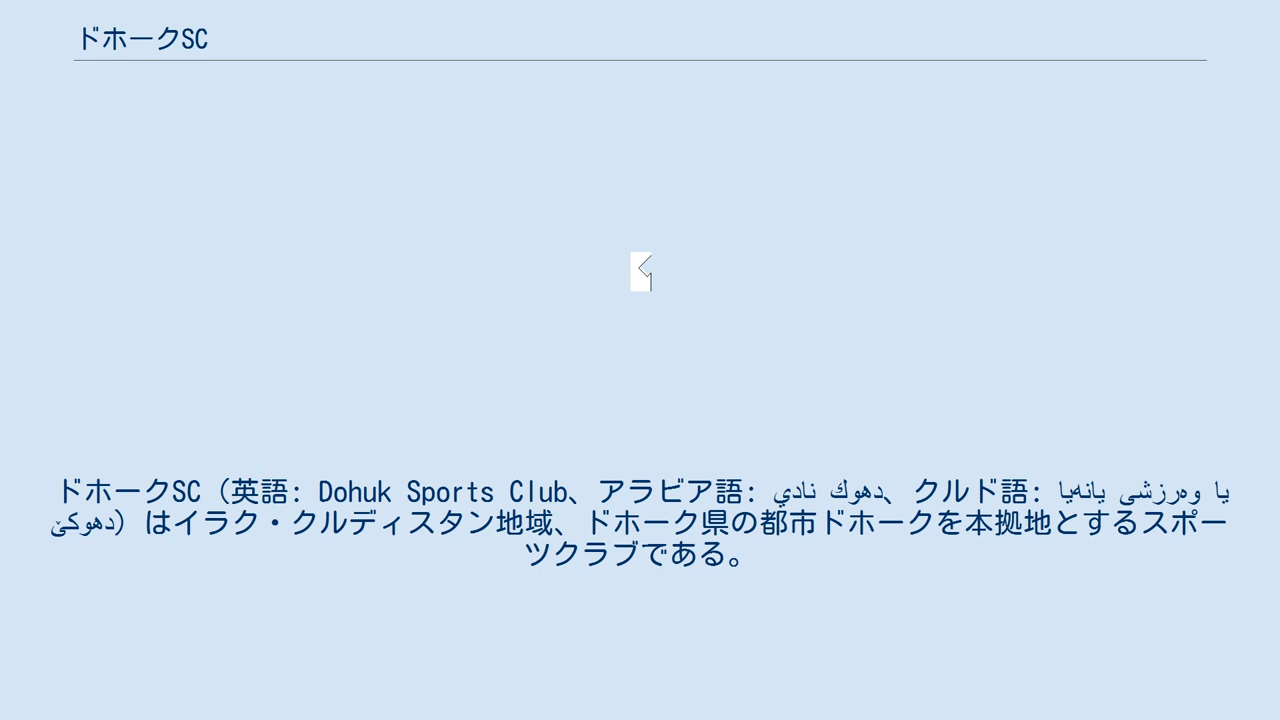 ドホークSC
ドホークSC（英語: Dohuk Sports Club、アラビア語: نادي دهوك、クルド語: یانەیا وەرزشی یا
دهوکێ）はイラク・クルディスタン地域、ドホーク県の都市ドホークを本拠地とするスポー
ツクラブである。